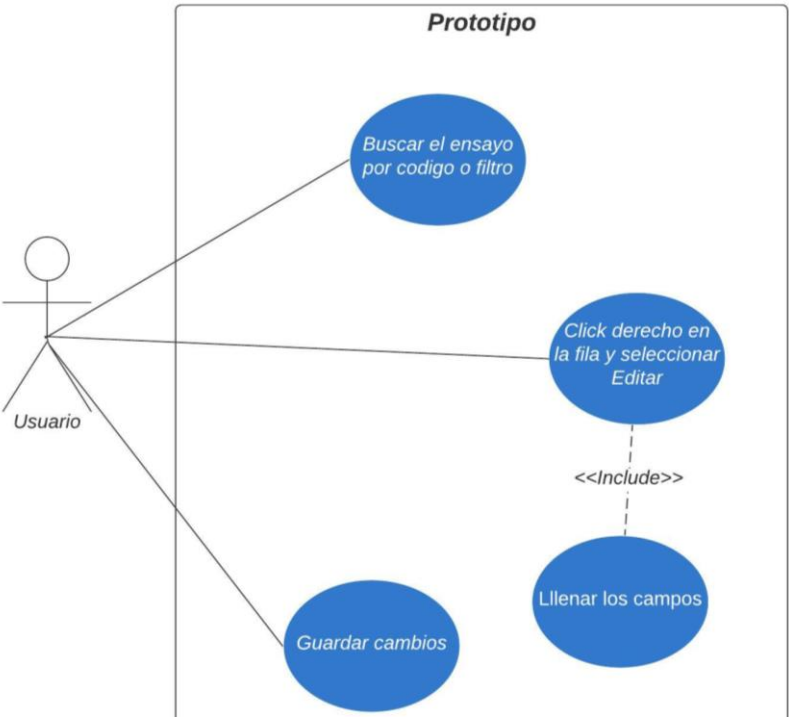 Prototipo
Buscar el ensayo
por codigo o filtro
Click derecho en
la fila y seleccionar
Editar
Usuario
<<Include>>
Lllenar los campos
Guardar cambios